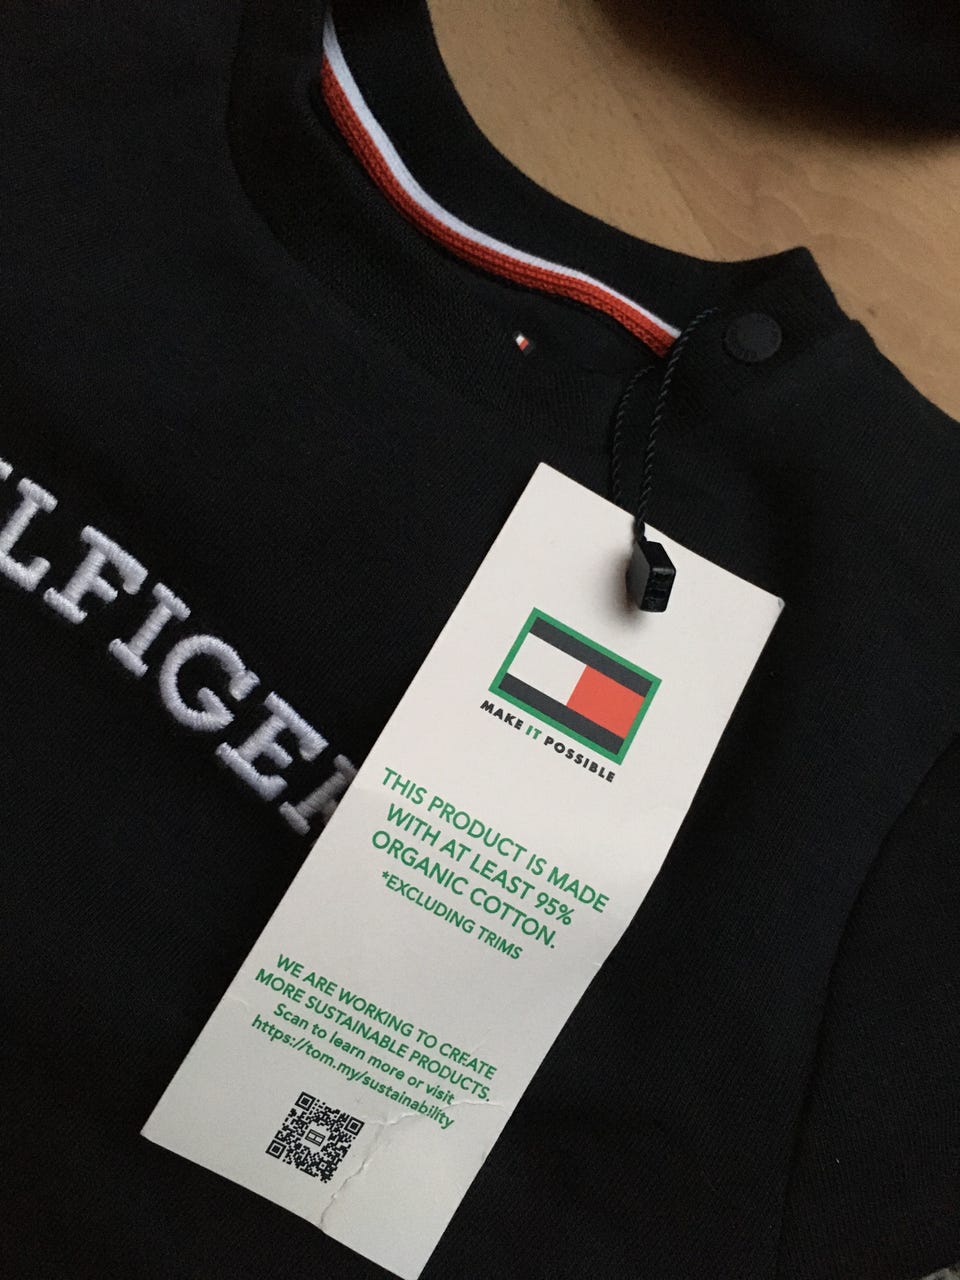 LFIGER
MAKE IT POSSIBLE
THIS PRODUCT IS MADE
WITH AT LEAST 95%
ORGANIC COTTON.
*EXCLUDING TRIMS
WE ARE WORKING TO CREATE
MORE SUSTAINABLE PRODUCTS.
Scan to learn more or visit
https://tom.my/sustainability